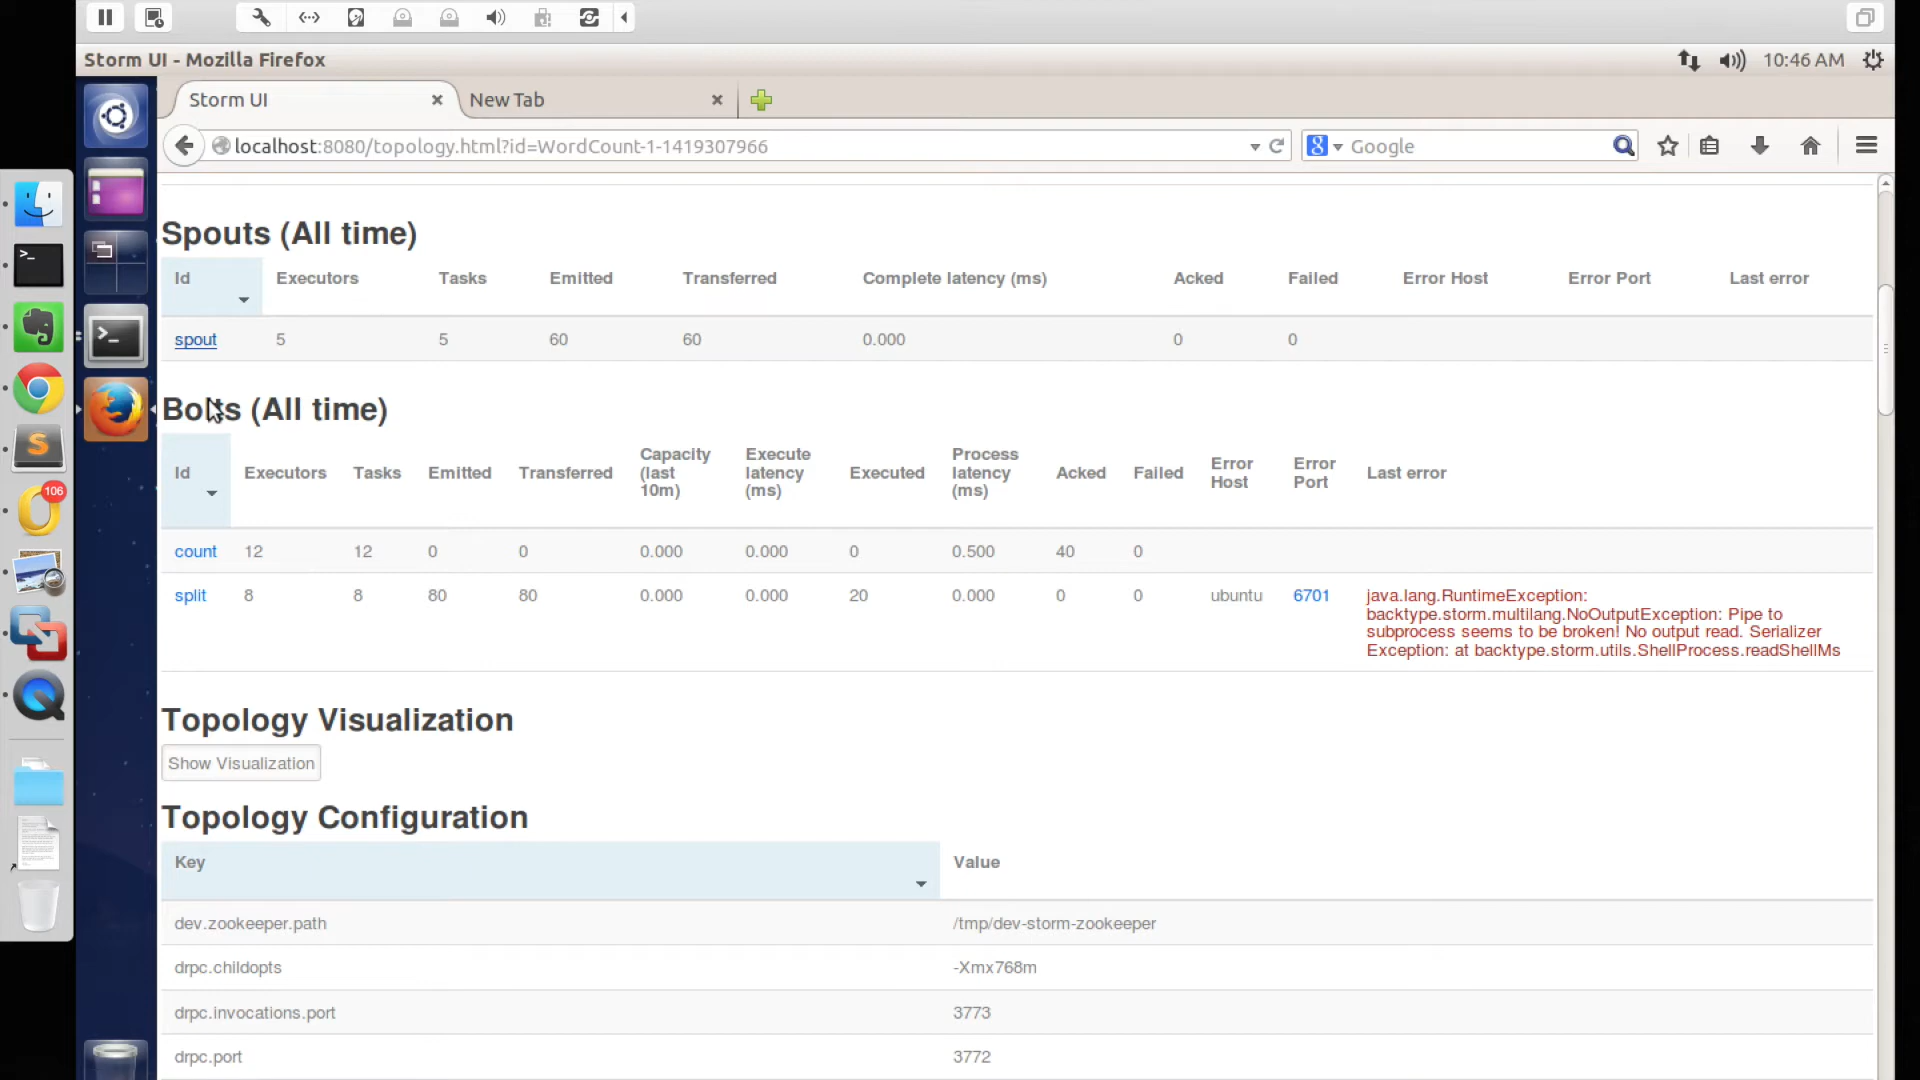 Storm UI - Mozilla Firefox
10:46 AM
Storm UI
New Tab
localhost:8080/topology.html?id=WordCount-1-1419307966
8 Google
Spouts (All time)
Id Executors Tasks Emitted Transferred Complete latency (ms) Acked Failed Error Host Error Port Last error
spout 5 5 60 60 0.000 0 0
Bolts (All time)
Id Executors Tasks Emitted Transferred Capacity (last 10m) Execute latency (ms) Executed Process latency (ms) Acked Failed Error Host Error Port Last error
count 12 12 0 0 0.000 0.000 0 0.500 40 0
split 8 8 80 80 0.000 0.000 20 0.000 0 0 ubuntu 6701 java.lang.RuntimeException:
backtype.storm.multilang.NoOutputException: Pipe to
subprocess seems to be broken! No output read. Serializer
Exception: at backtype.storm.utils.ShellProcess.readShellMs
Topology Visualization
Show Visualization
Topology Configuration
Key Value
dev.zookeeper.path /tmp/dev-storm-zookeeper
drpc.childopts -Xmx768m
drpc.invocations.port 3773
drpc.port 3772
106
S